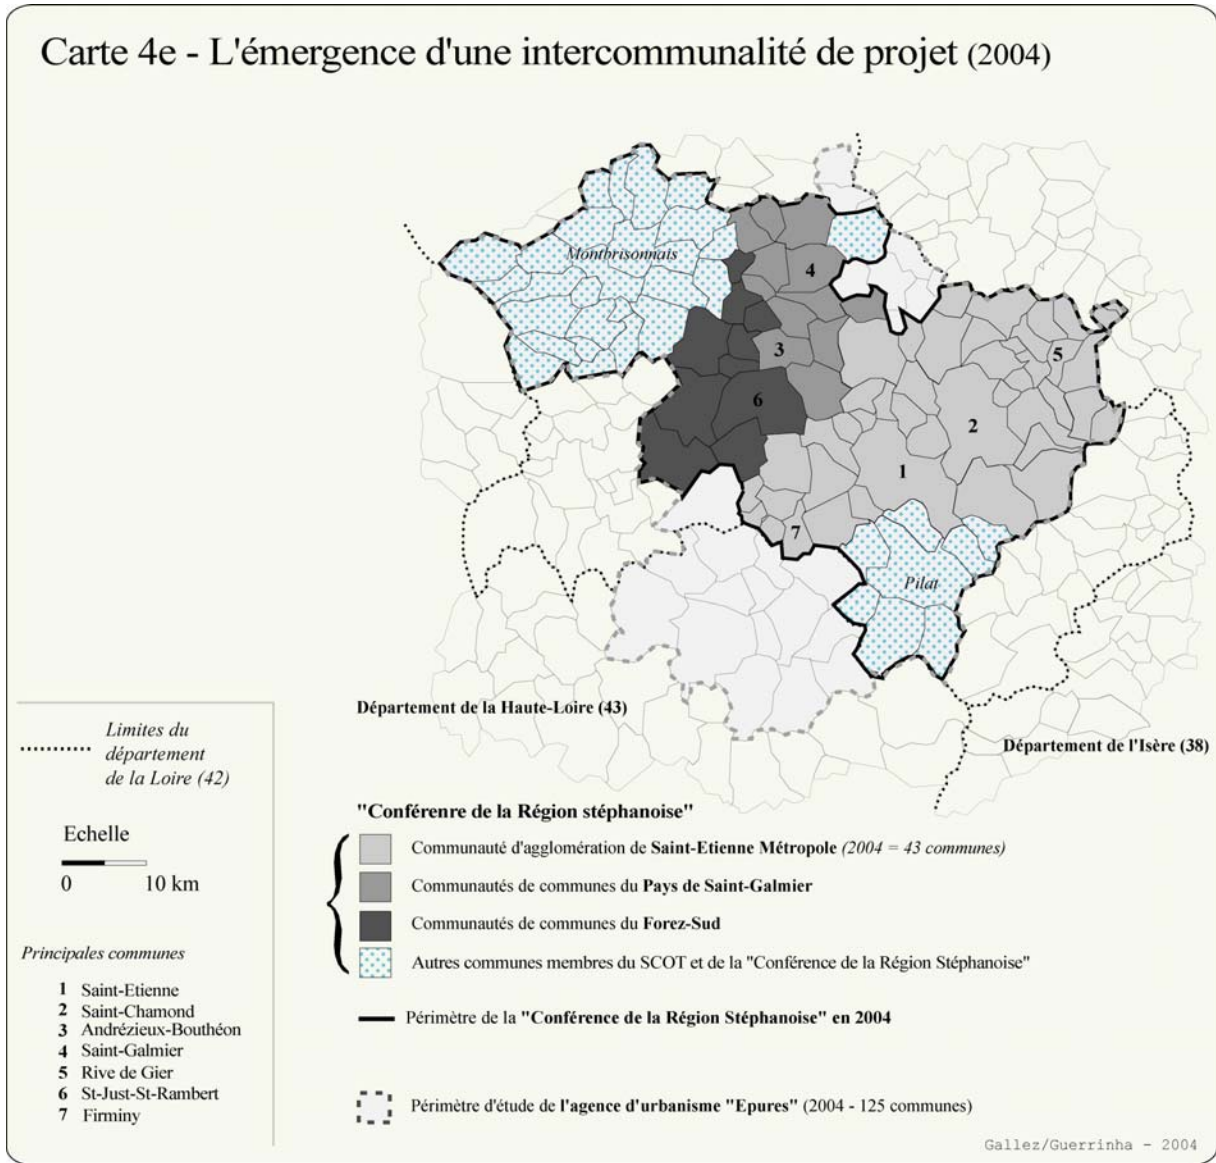 Carte 4e - L'émergence d'une intercommunalité de projet (2004)
Montbrisonnais
4
3
5
6
2
1
7
Pilat
Département de la Haute-Loire (43)
Département de l'Isère (38)
Limites du
département
de la Loire (42)
Echelle
0 10 km
Principales communes
1 Saint-Etienne
2 Saint-Chamond
3 Andrézieux-Bouthéon
4 Saint-Galmier
5 Rive de Gier
6 St-Just-St-Rambert
7 Firminy
"Conférenre de la Région stéphanoise"
Communauté d'agglomération de Saint-Etienne Métropole (2004 = 43 communes)
Communautés de communes du Pays de Saint-Galmier
Communautés de communes du Forez-Sud
Autres communes membres du SCOT et de la "Conférence de la Région Stéphanoise"
Périmètre de la "Conférence de la Région Stéphanoise" en 2004
Périmètre d'étude de l'agence d'urbanisme "Epures" (2004 - 125 communes)
Gallez/Guerrinha - 2004